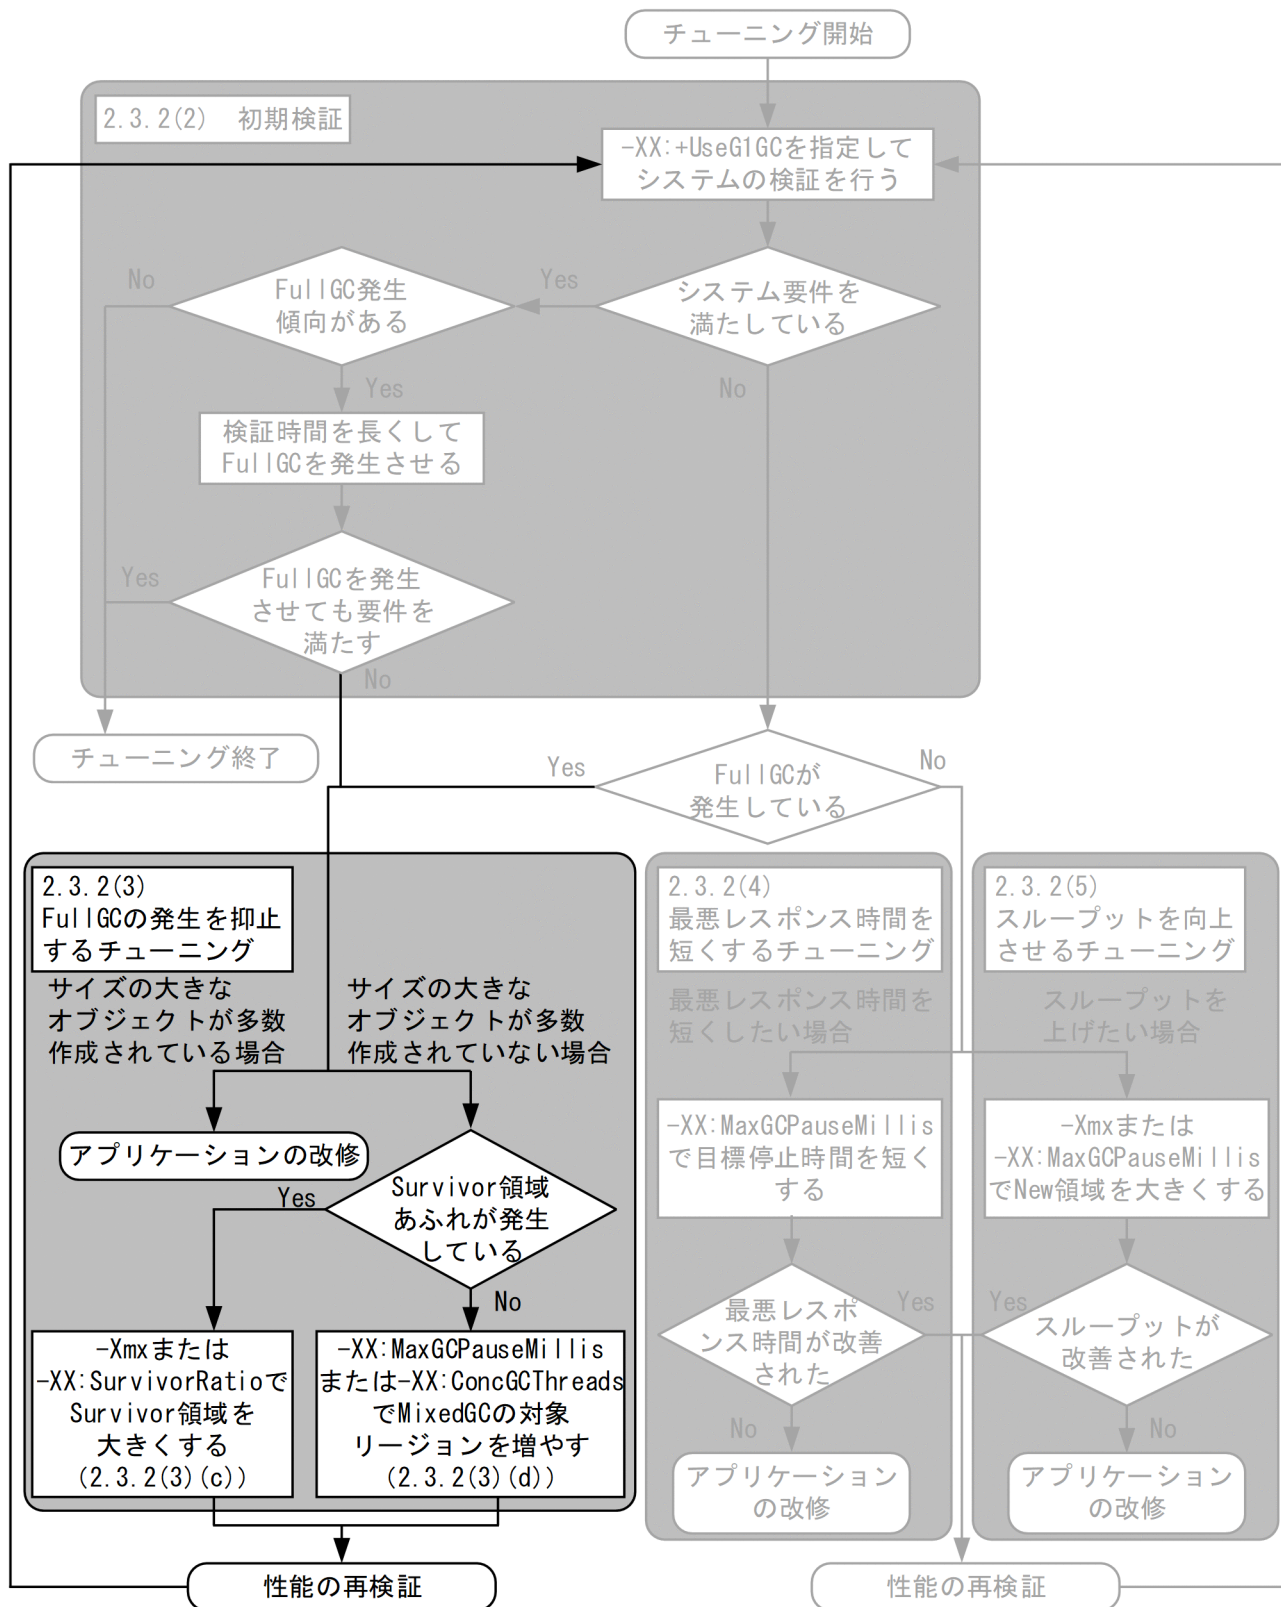 チューニング開始
2.3.2(2)　初期検証
-XX:+UseG1GCを指定して
システムの検証を行う
No
FullGC発生
傾向がある
Yes
システム要件を
満たしている
Yes
No
検証時間を長くして
FullGCを発生させる
Yes
FullGCを発生
させても要件を
満たす
No
チューニング終了
Yes
FullGCが
発生している
No
2.3.2(3)
FullGCの発生を抑止
するチューニング
サイズの大きな
オブジェクトが多数
作成されている場合
サイズの大きな
オブジェクトが多数
作成されていない場合
アプリケーションの改修
Yes
Survivor領域
あふれが発生
している
No
-Xmxまたは
-XX:SurvivorRatioで
Survivor領域を
大きくする
(2.3.2(3)(c))
-XX:MaxGCPauseMillis
または-XX:ConcGCThreads
でMixedGCの対象
リージョンを増やす
(2.3.2(3)(d))
性能の再検証
2.3.2(4)
最悪レスポンス時間を
短くするチューニング
最悪レスポンス時間を
短くしたい場合
-XX:MaxGCPauseMillis
で目標停止時間を短く
する
最悪レスポ
ンス時間が改善
された
Yes
No
アプリケーション
の改修
2.3.2(5)
スループットを向上
させるチューニング
スループットを
上げたい場合
-Xmxまたは
-XX:MaxGCPauseMillis
でNew領域を大きくする
Yes
スループットが
改善された
No
アプリケーション
の改修
性能の再検証